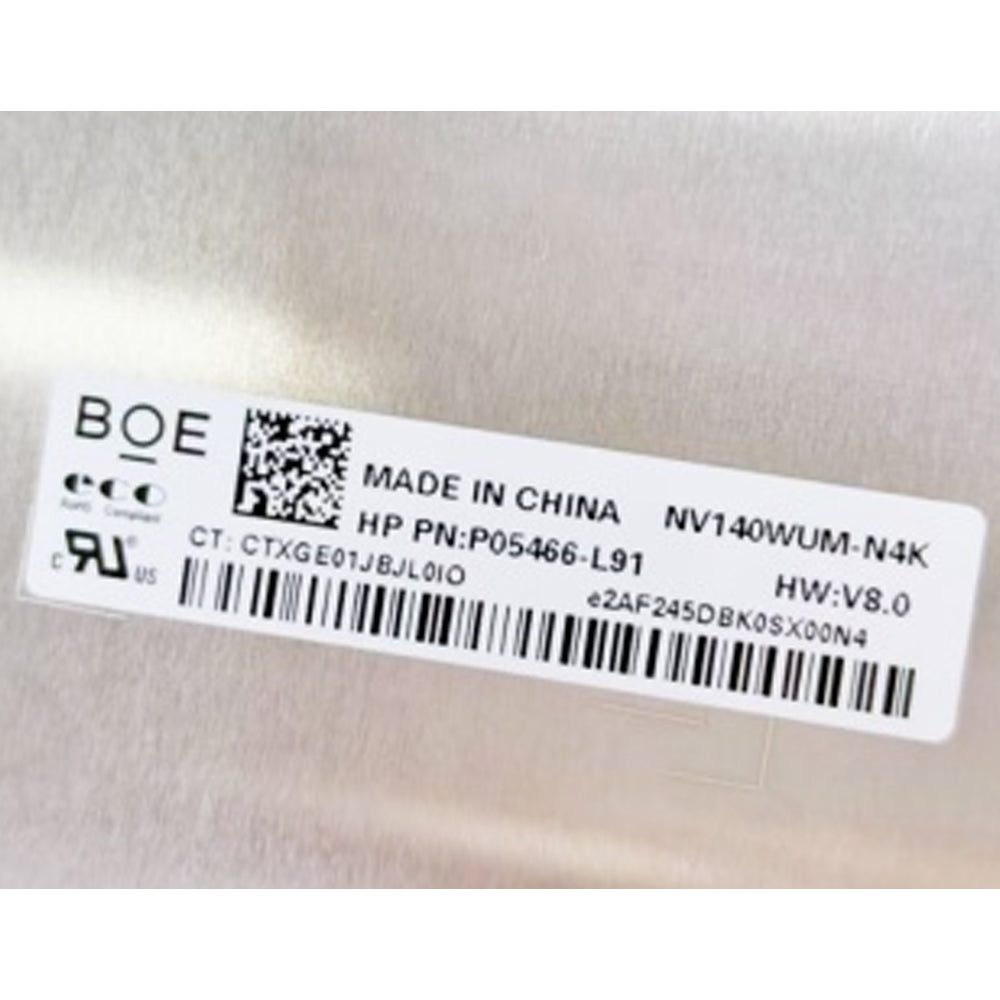 BOE
eco
RoHS Compliant
c RU® US
MADE IN CHINA
NV140WUM-N4K
HP PN:P05466-L91
HW:V8.0
CT: CTXGE01JBJL0IO
e2AF245DBK0SX00N4